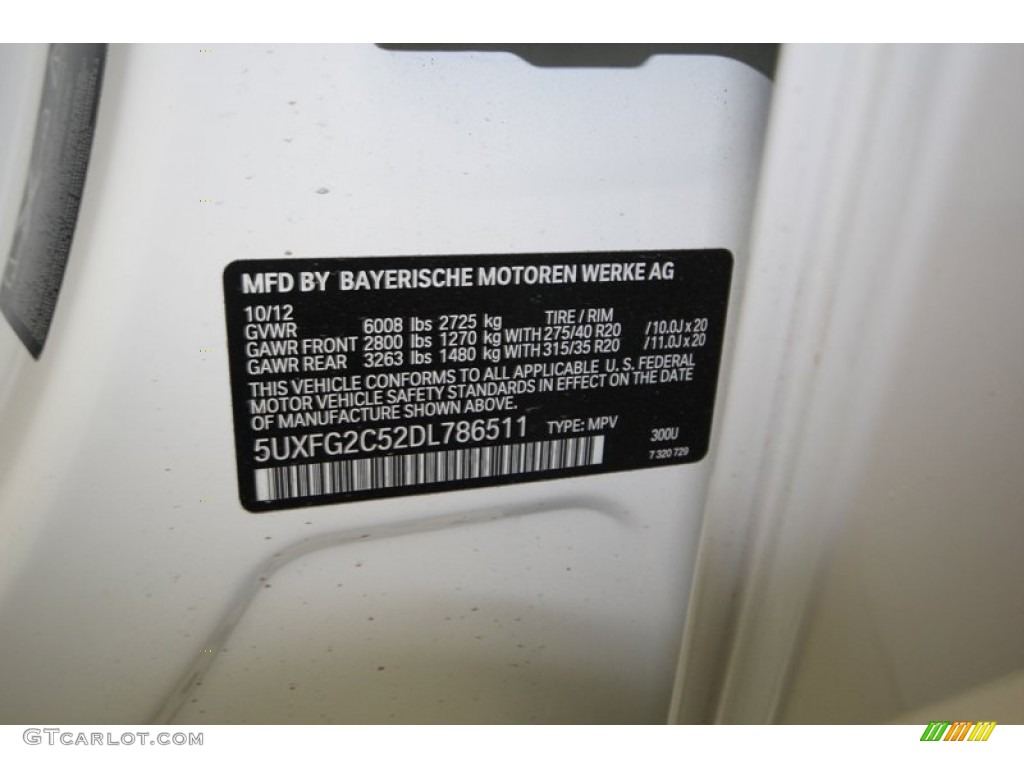 MFD BY BAYERISCHE MOTOREN WERKE AG
10/12 TIRE / RIM
GVWR 6008 lbs 2725 kg
GAWR FRONT 2800 lbs 1270 kg WITH 275/40 R20 /10.0J x 20
GAWR REAR 3263 lbs 1480 kg WITH 315/35 R20 /11.0J x 20
THIS VEHICLE CONFORMS TO ALL APPLICABLE U. S. FEDERAL
MOTOR VEHICLE SAFETY STANDARDS IN EFFECT ON THE DATE
OF MANUFACTURE SHOWN ABOVE.
5UXFG2C52DL786511 TYPE: MPV 300U
7 320 729
GTCarLot.com